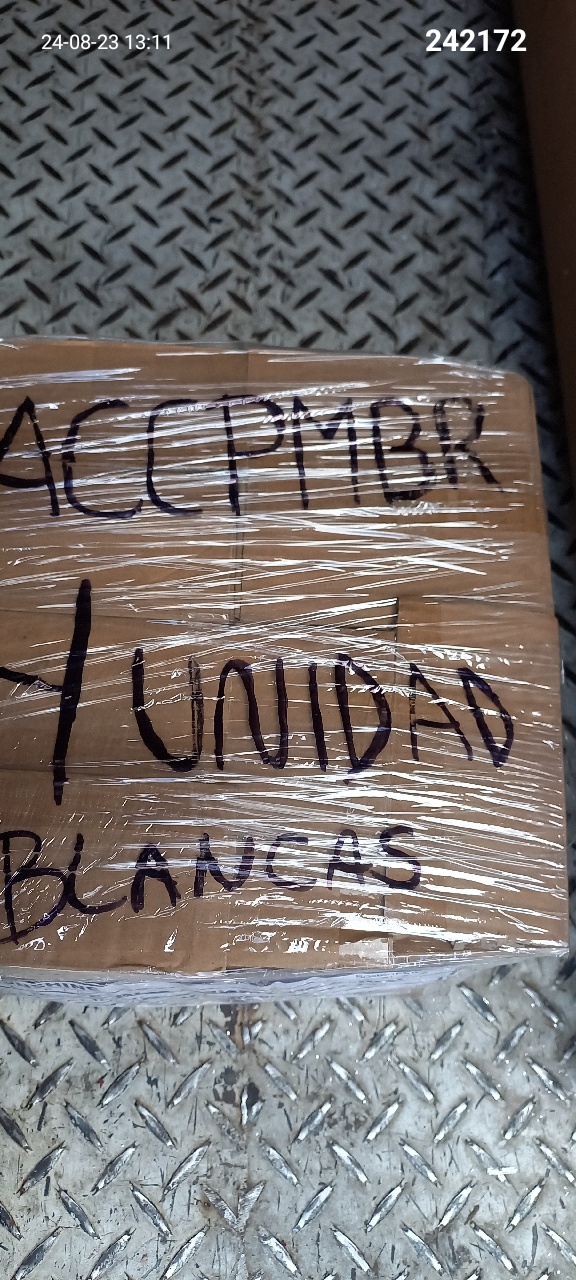 24-08-23 13:11
242172
ACCPMBR
1 UNIDAD
BLANCAS